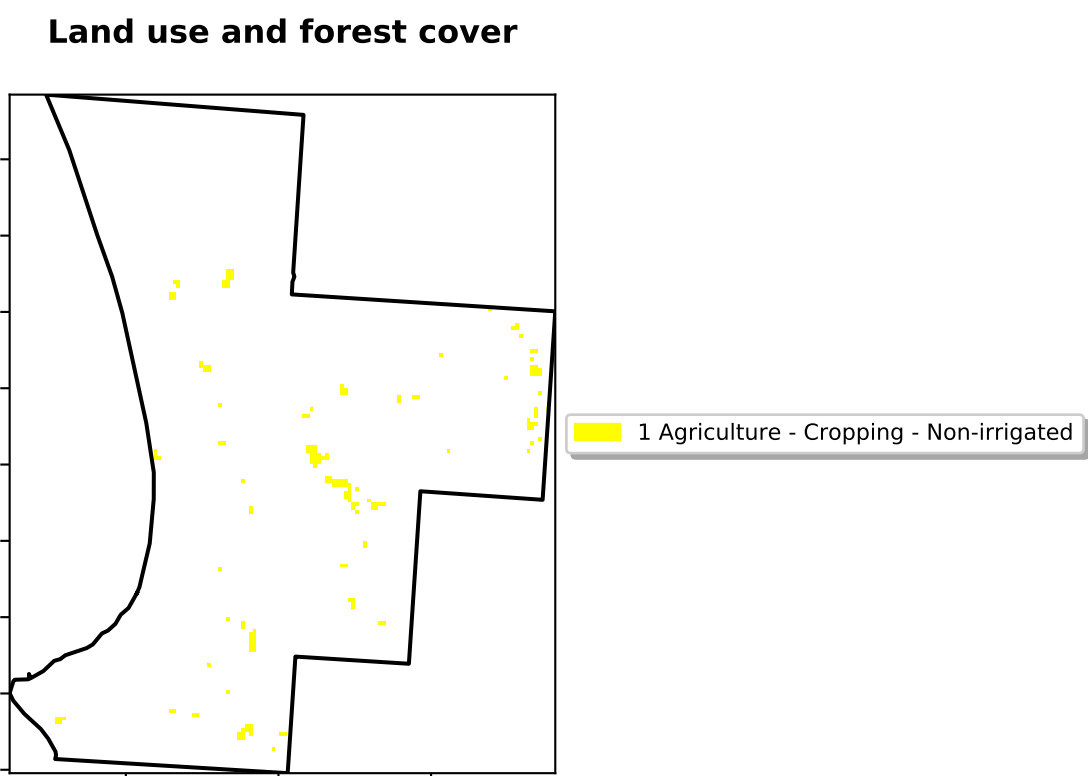 Land use and forest cover
1 Agriculture - Cropping - Non-irrigated